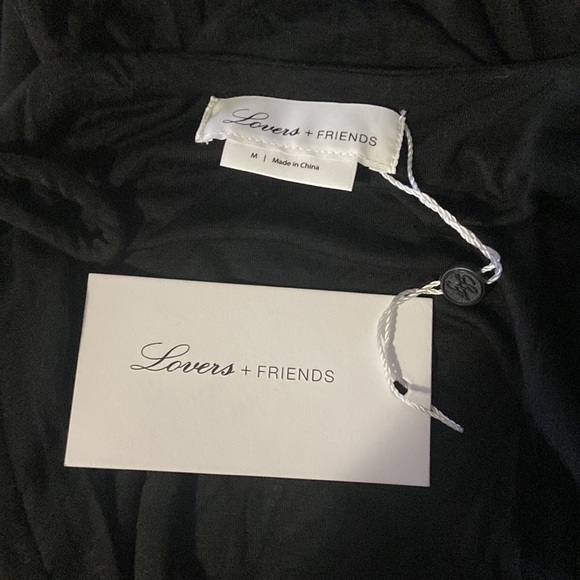 Lovers + FRIENDS
M | Made in China
Lovers + FRIENDS